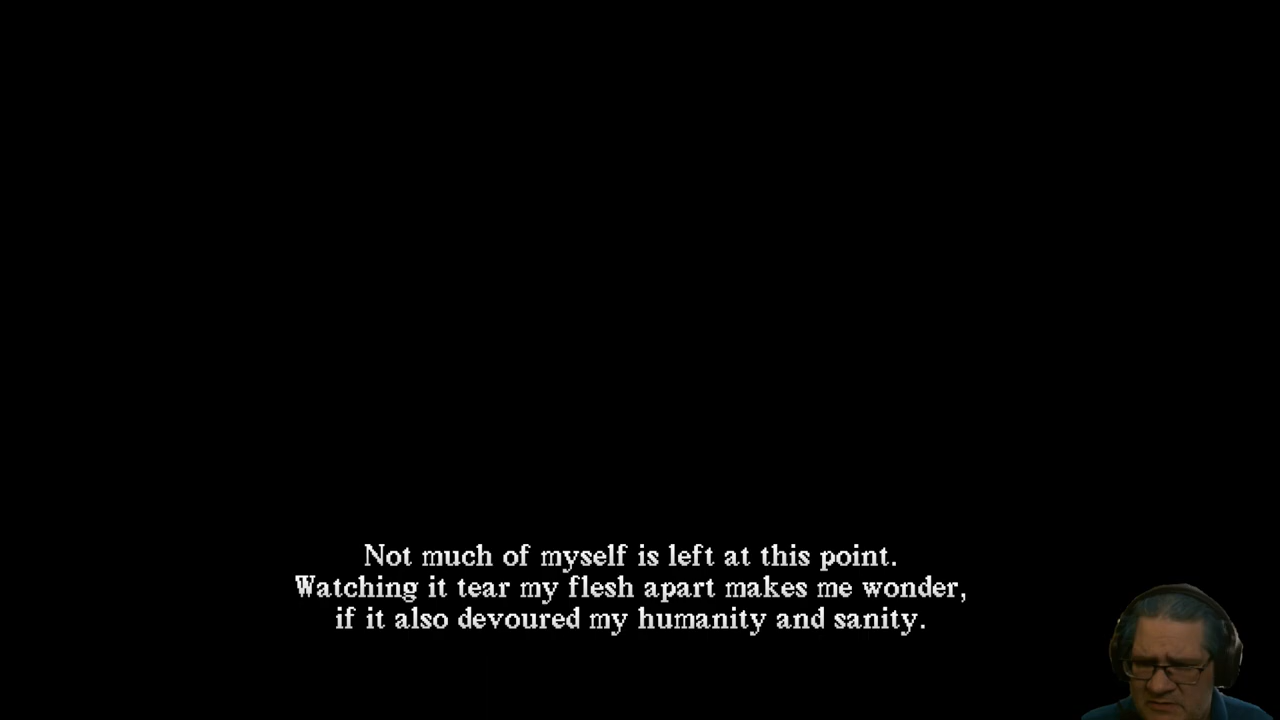 Not much of myself is left at this point.
Watching it tear my flesh apart makes me wonder,
if it also devoured my humanity and sanity.